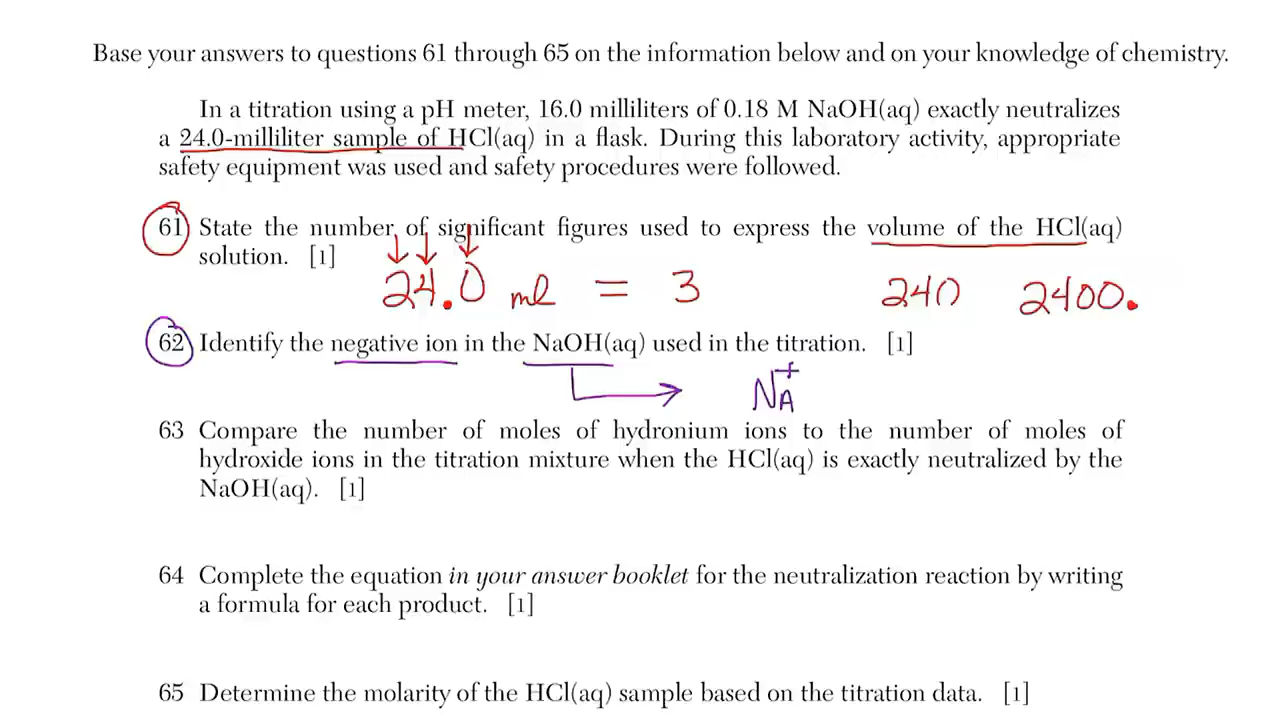 Base your answers to questions 61 through 65 on the information below and on your knowledge of chemistry.
In a titration using a pH meter, 16.0 milliliters of 0.18 M NaOH(aq) exactly neutralizes
a 24.0-milliliter sample of HCl(aq) in a flask. During this laboratory activity, appropriate
safety equipment was used and safety procedures were followed.
61 State the number of significant figures used to express the volume of the HCl(aq)
solution. [1]
24.0 ml = 3 240 2400.
62 Identify the negative ion in the NaOH(aq) used in the titration. [1]
NA+
63 Compare the number of moles of hydronium ions to the number of moles of
hydroxide ions in the titration mixture when the HCl(aq) is exactly neutralized by the
NaOH(aq). [1]
64 Complete the equation in your answer booklet for the neutralization reaction by writing
a formula for each product. [1]
65 Determine the molarity of the HCl(aq) sample based on the titration data. [1]